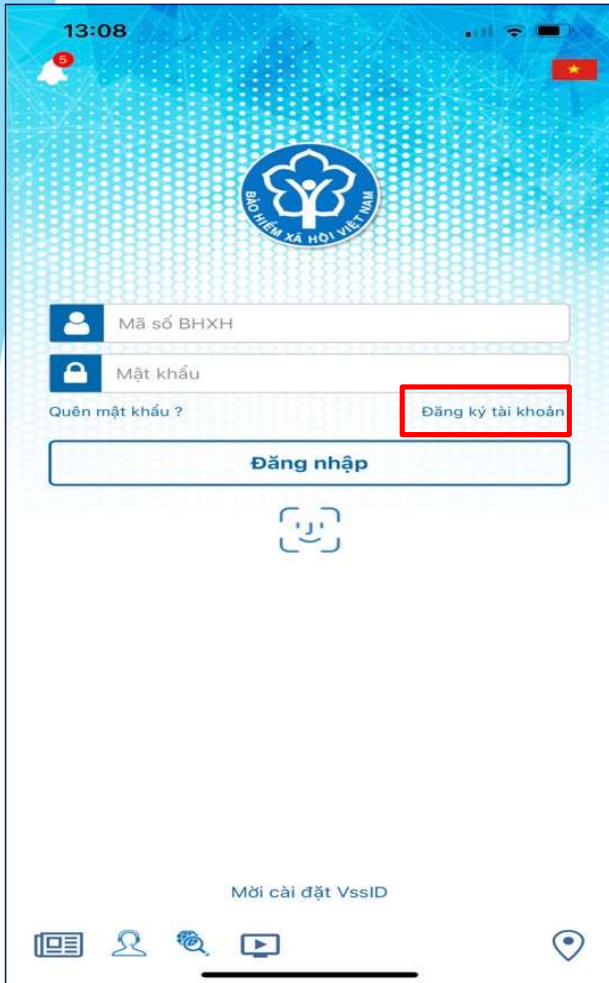 13:08
5
BẢO HIỂM XÃ HỘI VIỆT NAM
Mã số BHXH
Mật khẩu
Quên mật khẩu ?
Đăng ký tài khoản
Đăng nhập
Mời cài đặt VssID